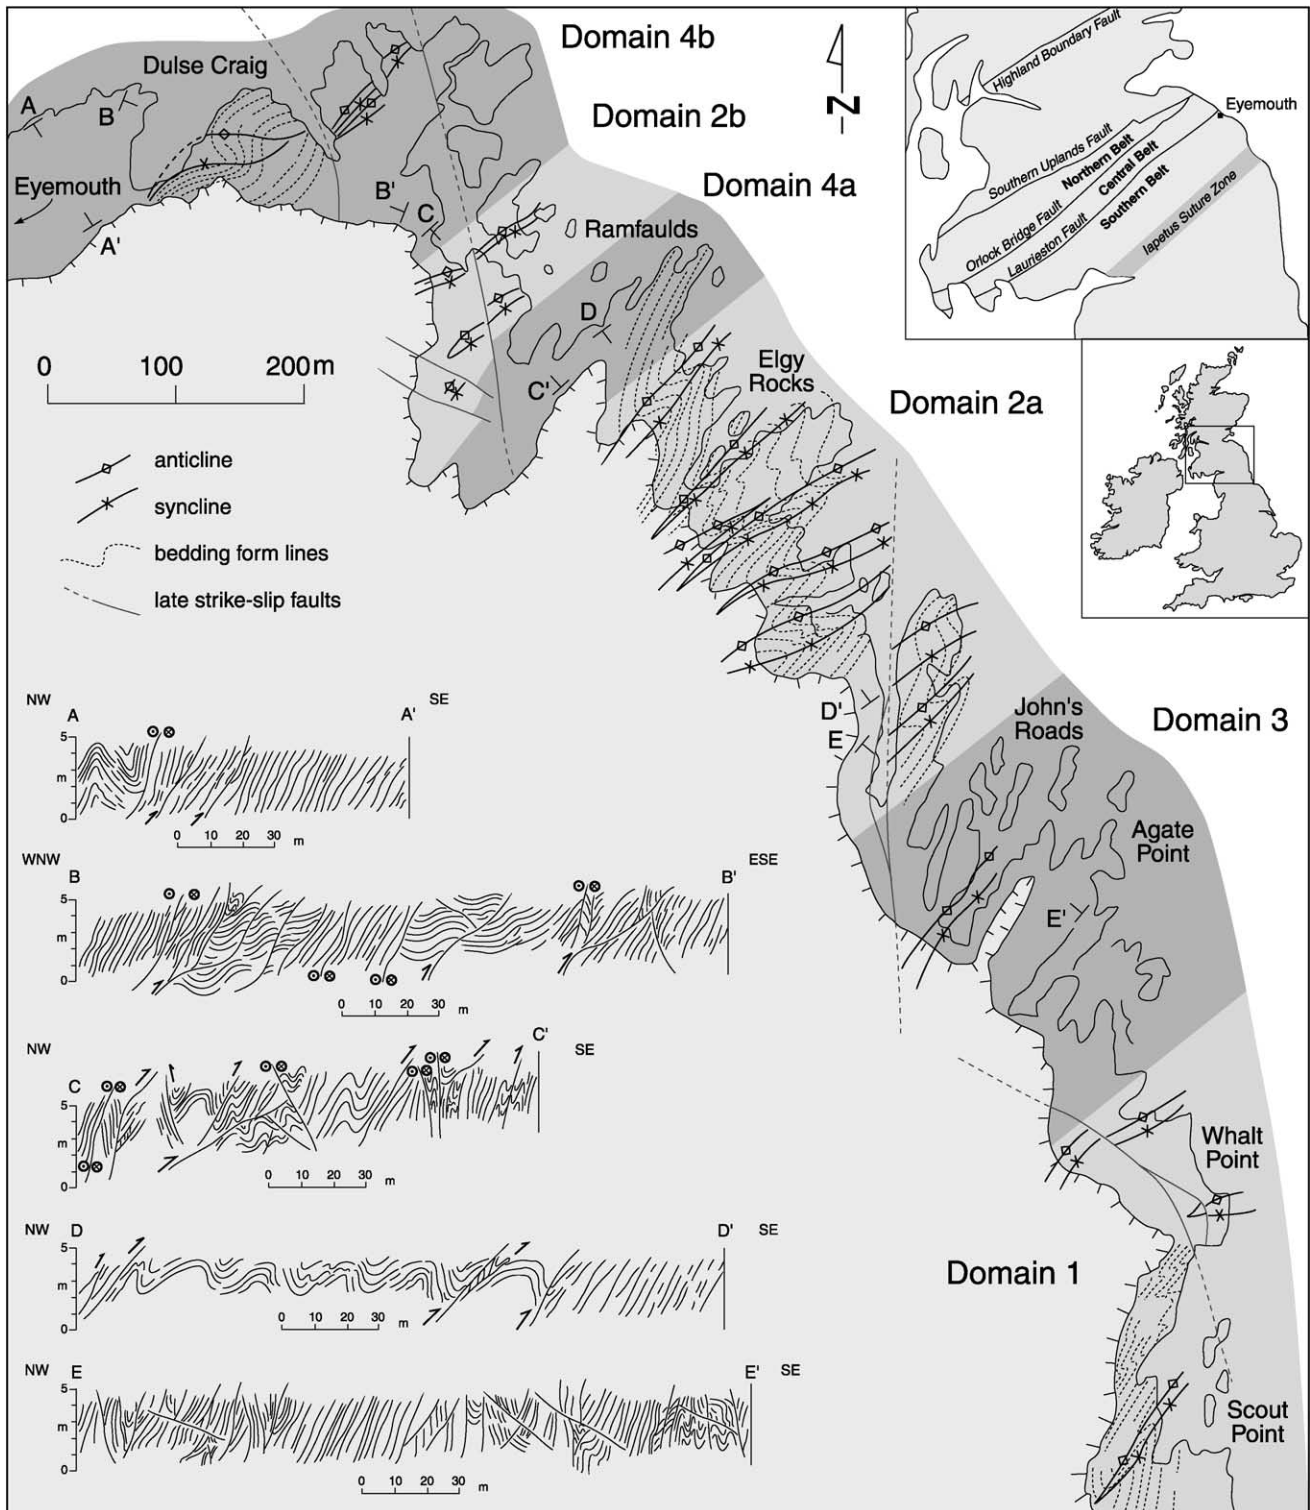 Domain 4b
Dulse Craig
Domain 2b
Domain 4a
A
B
Eyemouth
A'
B'
C
Ramfaulds
D
C'
N
Highland Boundary Fault
Eyemouth
Southern Uplands Fault
Northern Belt
Central Belt
Orlock Bridge Fault
Laurieston Fault
Southern Belt
Iapetus Suture Zone
0 100 200m
anticline
syncline
bedding form lines
late strike-slip faults
Elgy
Rocks
Domain 2a
D'
E
John's
Roads
Domain 3
Agate
Point
E'
Whalt
Point
Domain 1
Scout
Point
NW SE
A A'
5
m
0
0 10 20 30 m
WNW ESE
B B'
5
m
0
0 10 20 30 m
NW C' SE
C
5
m
0
0 10 20 30 m
NW D D' SE
5
m
0
0 10 20 30 m
NW E E' SE
5
m
0
0 10 20 30 m